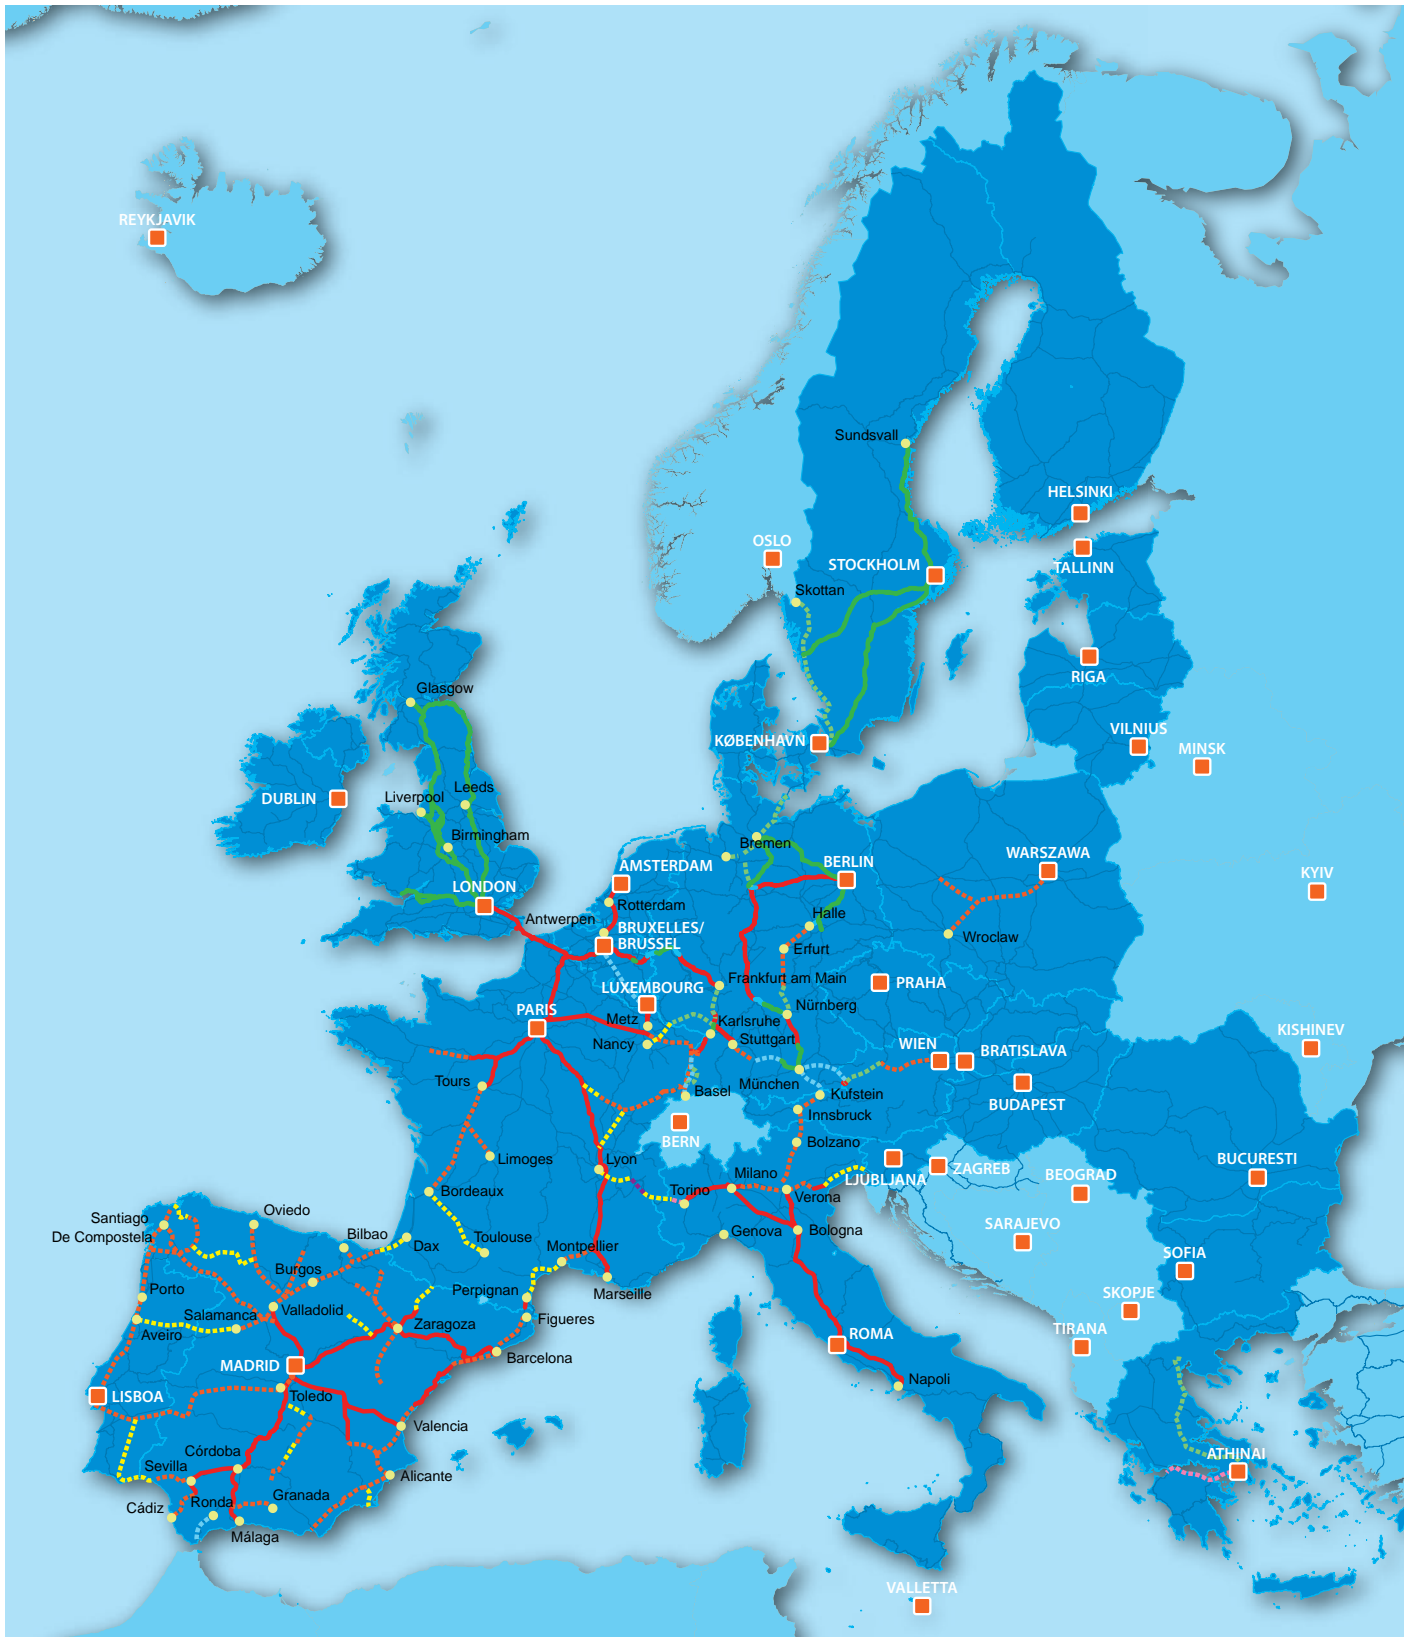 REYKJAVIK
Sundsvall
HELSINKI
OSLO
STOCKHOLM
TALLINN
Skottan
RIGA
Glasgow
VILNIUS
KØBENHAVN
MINSK
Leeds
DUBLIN
Liverpool
Birmingham
Bremen
AMSTERDAM
BERLIN
WARSZAWA
KYIV
LONDON
Rotterdam
Antwerpen
Halle
BRUXELLES/
BRÜSSEL
Wroclaw
Erfurt
Frankfurt am Main
PRAHA
LUXEMBOURG
Nürnberg
PARIS
Metz
Karlsruhe
KISHINEV
Nancy
Stuttgart
WIEN
BRATISLAVA
Tours
München
Basel
Kufstein
BUDAPEST
Innsbruck
BERN
Bolzano
Limoges
Lyon
Milano
LJUBLJANA
ZAGREB
BEOGRAD
BUCURESTI
Bordeaux
Torino
Verona
Santiago
De Compostela
Oviedo
Bilbao
Dax
Toulouse
Montpellier
Genova
Bologna
SARAJEVO
SOFIA
Burgos
Porto
Perpignan
Marseille
SKOPJE
Salamanca
Valladolid
Zaragoza
Figueres
Aveiro
ROMA
TIRANA
MADRID
Barcelona
Napoli
LISBOA
Toledo
Valencia
Córdoba
ATHINAI
Sevilla
Alicante
Cádiz
Ronda
Granada
Málaga
VALLETTA